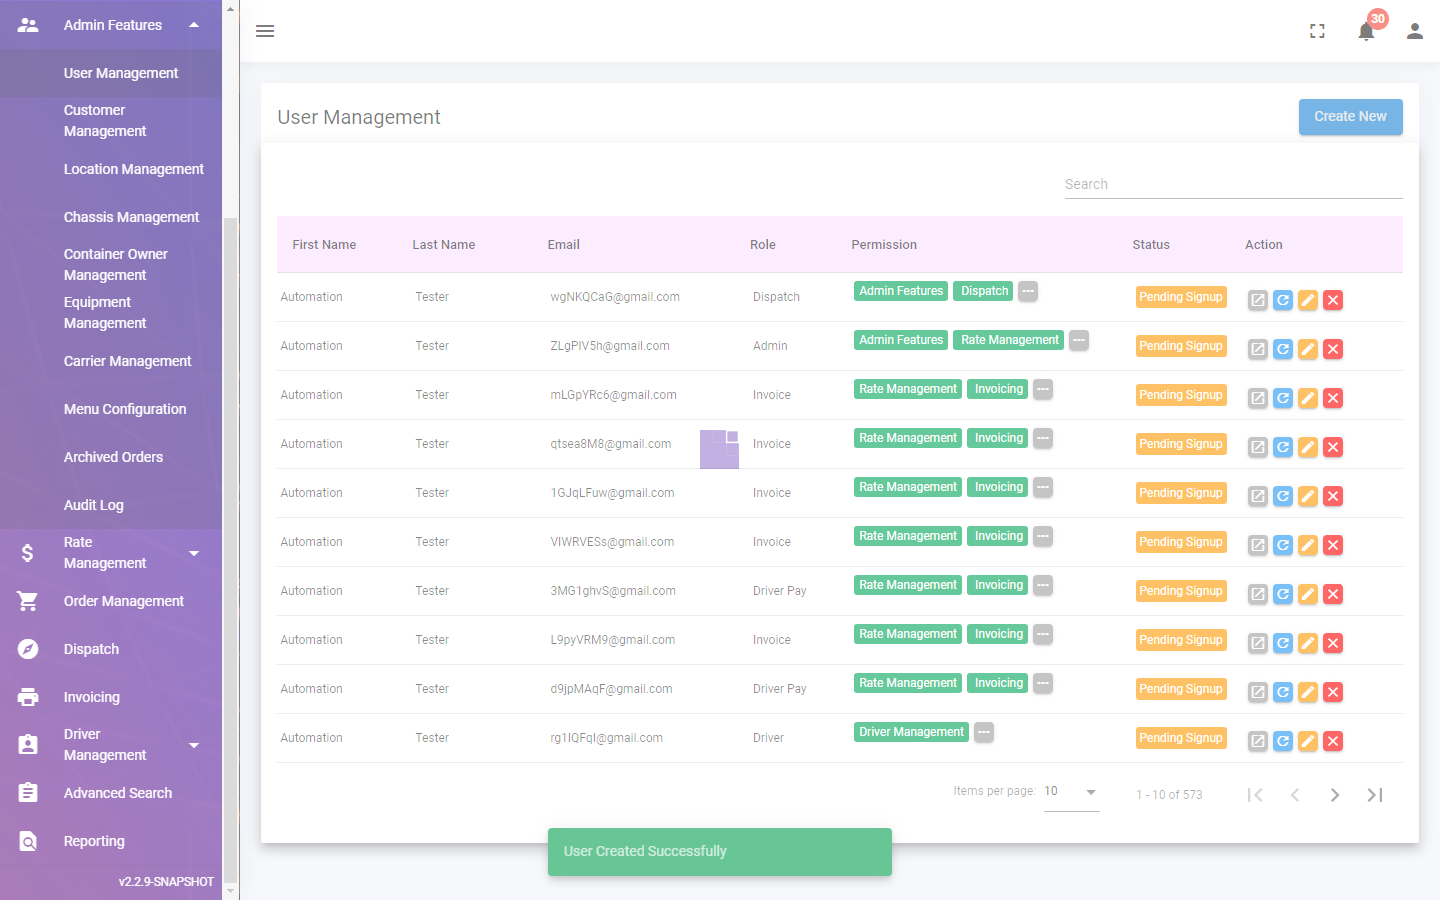 Admin Features
User Management
Customer
Management
Location Management
Chassis Management
Container Owner
Management
Equipment
Management
Carrier Management
Menu Configuration
Archived Orders
Audit Log
Rate
Management
Order Management
Dispatch
Invoicing
Driver
Management
Advanced Search
Reporting
v2.2.9-SNAPSHOT
30
User Management
Create New
Search
First Name Last Name Email Role Permission Status Action
Automation Tester wgNKQCaG@gmail.com Dispatch Admin Features Dispatch --- Pending Signup
Automation Tester ZLgPIV5h@gmail.com Admin Admin Features Rate Management --- Pending Signup
Automation Tester mLGpYRc6@gmail.com Invoice Rate Management Invoicing --- Pending Signup
Automation Tester qtsea8M8@gmail.com Invoice Rate Management Invoicing --- Pending Signup
Automation Tester 1GJqLFuw@gmail.com Invoice Rate Management Invoicing --- Pending Signup
Automation Tester VIWRVESs@gmail.com Invoice Rate Management Invoicing --- Pending Signup
Automation Tester 3MG1ghvS@gmail.com Driver Pay Rate Management Invoicing --- Pending Signup
Automation Tester L9pyVRM9@gmail.com Invoice Rate Management Invoicing --- Pending Signup
Automation Tester d9jpMAqF@gmail.com Driver Pay Rate Management Invoicing --- Pending Signup
Automation Tester rg1IQFqI@gmail.com Driver Driver Management --- Pending Signup
Items per page: 10 1 - 10 of 573
User Created Successfully